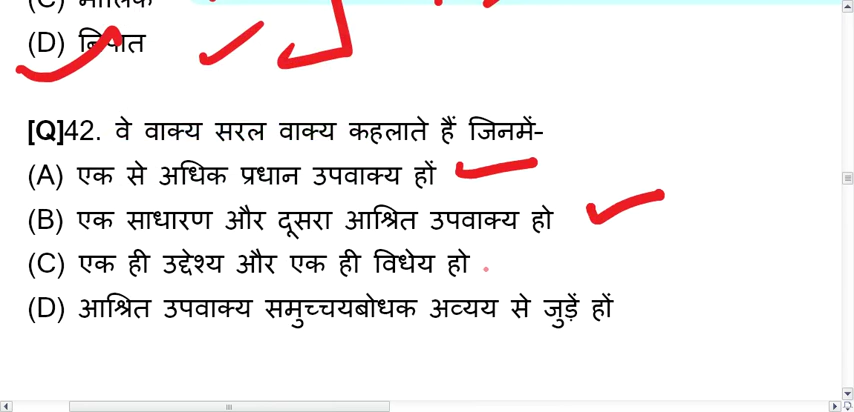 (D) निपात
[Q]42. वे वाक्य सरल वाक्य कहलाते हैं जिनमें-
(A) एक से अधिक प्रधान उपवाक्य हों
(B) एक साधारण और दूसरा आश्रित उपवाक्य हो
(C) एक ही उद्देश्य और एक ही विधेय हो
(D) आश्रित उपवाक्य समुच्चयबोधक अव्यय से जुड़ें हों